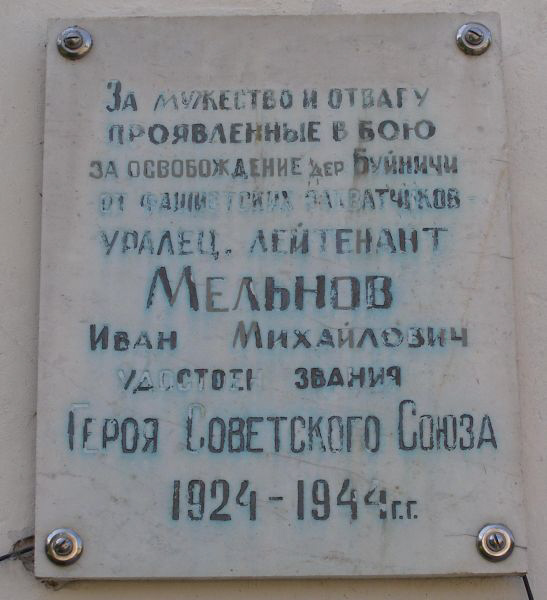 За мужество и отвагу
проявленные в бою
за освобождение дер Буйничи
от фашистских захватчиков
уралец, лейтенант
Мельнов
Иван Михайлович
удостоен звания
Героя Советского Союза
1924-1944 г.г.